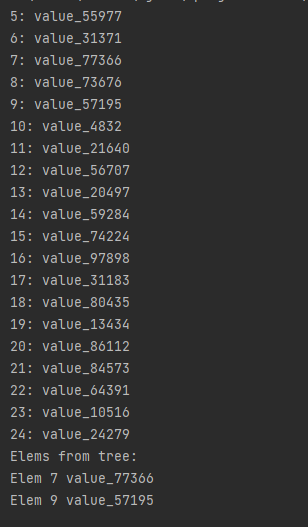 5: value_55977
6: value_31371
7: value_77366
8: value_73676
9: value_57195
10: value_4832
11: value_21640
12: value_56707
13: value_20497
14: value_59284
15: value_74224
16: value_97898
17: value_31183
18: value_80435
19: value_13434
20: value_86112
21: value_84573
22: value_64391
23: value_10516
24: value_24279
Elems from tree:
Elem 7 value_77366
Elem 9 value_57195